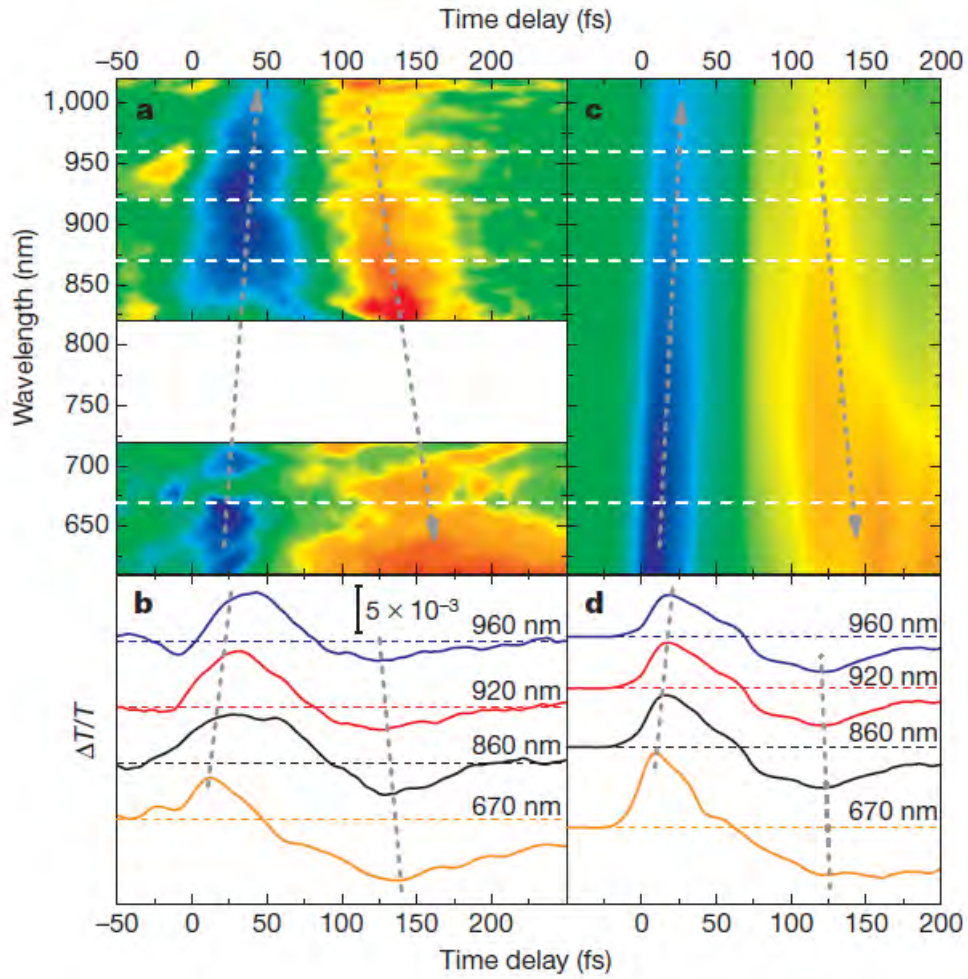 Time delay (fs)
−50 0 50 100 150 200 0 50 100 150 200
Wavelength (nm)
a
c
1,000
950
900
850
800
750
700
650
b
d
5 × 10−3
960 nm
960 nm
920 nm
920 nm
860 nm
860 nm
670 nm
670 nm
ΔT/T
−50 0 50 100 150 200 −50 0 50 100 150 200
Time delay (fs)